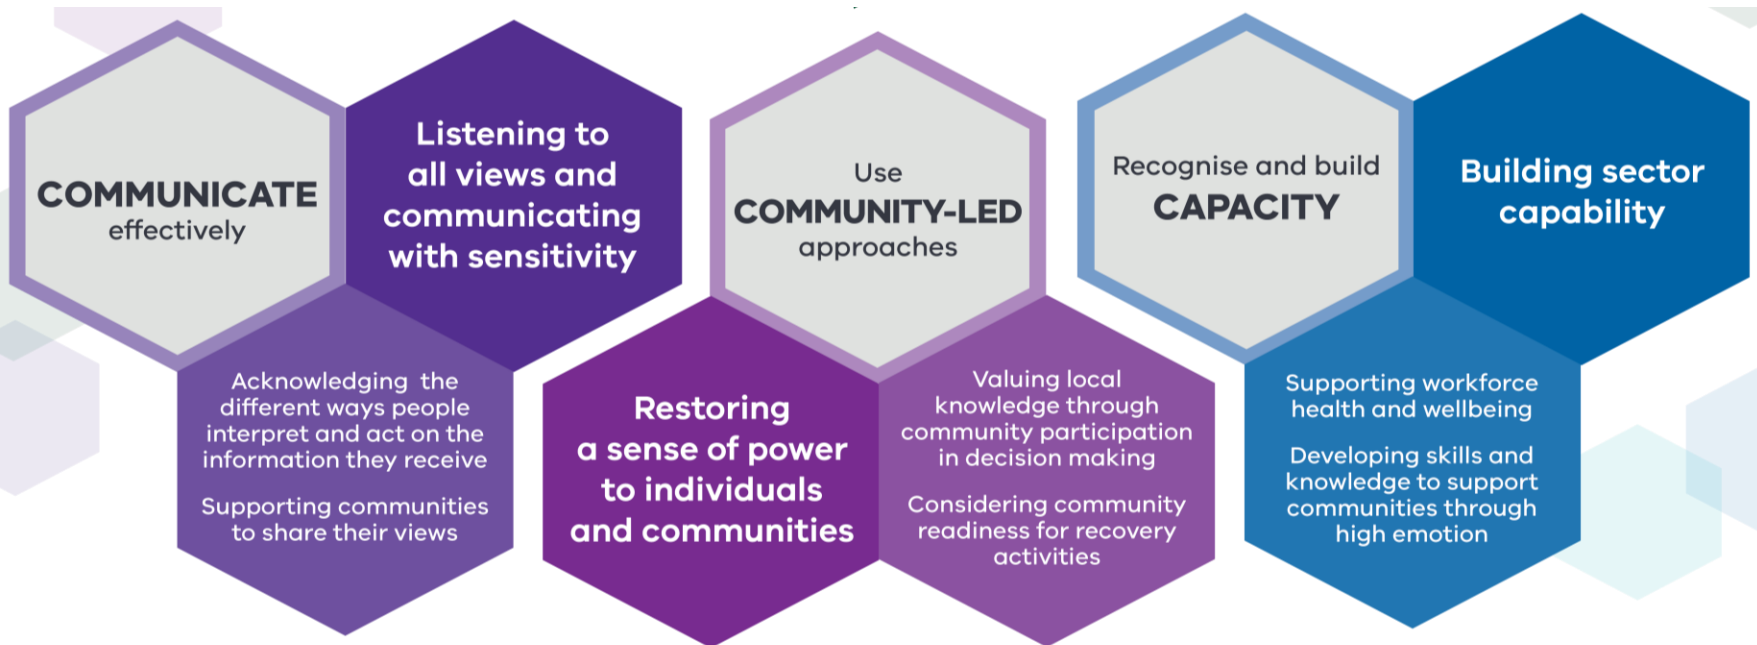 COMMUNICATE
effectively
Listening to
all views and
communicating
with sensitivity
Acknowledging the
different ways people
interpret and act on the
information they receive
Supporting communities
to share their views
Use
COMMUNITY-LED
approaches
Restoring
a sense of power
to individuals
and communities
Valuing local
knowledge through
community participation
in decision making
Considering community
readiness for recovery
activities
Recognise and build
CAPACITY
Building sector
capability
Supporting workforce
health and wellbeing
Developing skills and
knowledge to support
communities through
high emotion